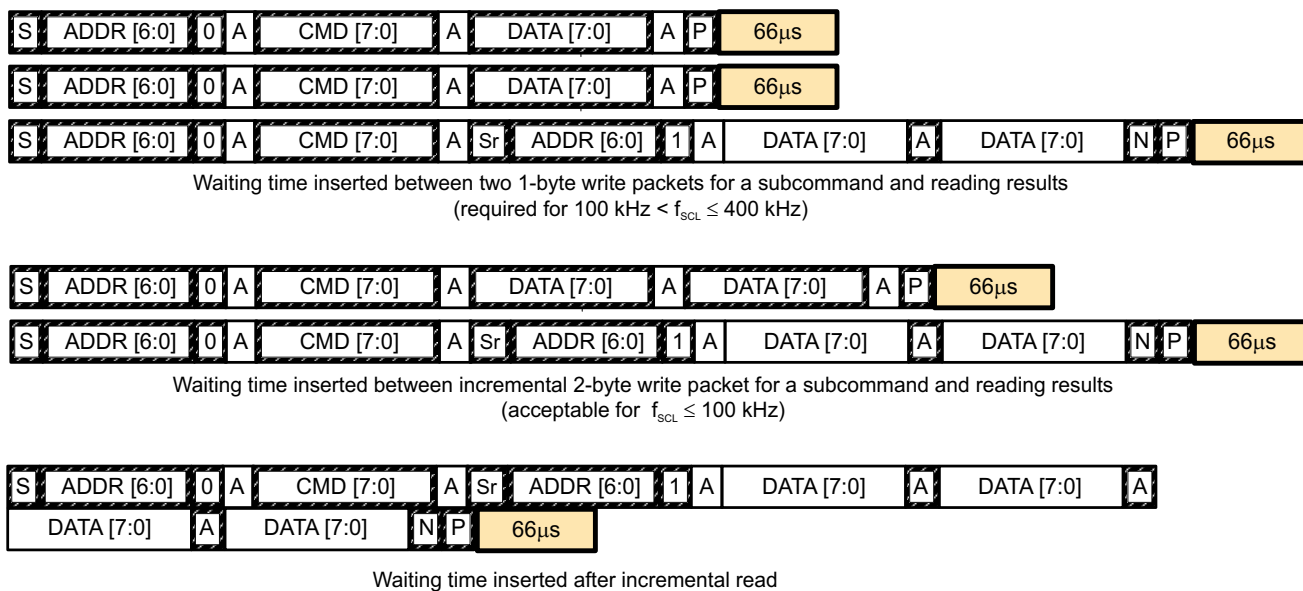 S ADDR [6:0] 0 A CMD [7:0] A DATA [7:0] A P 66μs
S ADDR [6:0] 0 A CMD [7:0] A DATA [7:0] A P 66μs
S ADDR [6:0] 0 A CMD [7:0] A Sr ADDR [6:0] 1 A DATA [7:0] A DATA [7:0] N P 66μs
Waiting time inserted between two 1-byte write packets for a subcommand and reading results
(required for 100 kHz < fSCL ≤ 400 kHz)
S ADDR [6:0] 0 A CMD [7:0] A DATA [7:0] A DATA [7:0] A P 66μs
S ADDR [6:0] 0 A CMD [7:0] A Sr ADDR [6:0] 1 A DATA [7:0] A DATA [7:0] N P 66μs
Waiting time inserted between incremental 2-byte write packet for a subcommand and reading results
(acceptable for fSCL ≤ 100 kHz)
S ADDR [6:0] 0 A CMD [7:0] A Sr ADDR [6:0] 1 A DATA [7:0] A DATA [7:0] A
DATA [7:0] A DATA [7:0] N P 66μs
Waiting time inserted after incremental read